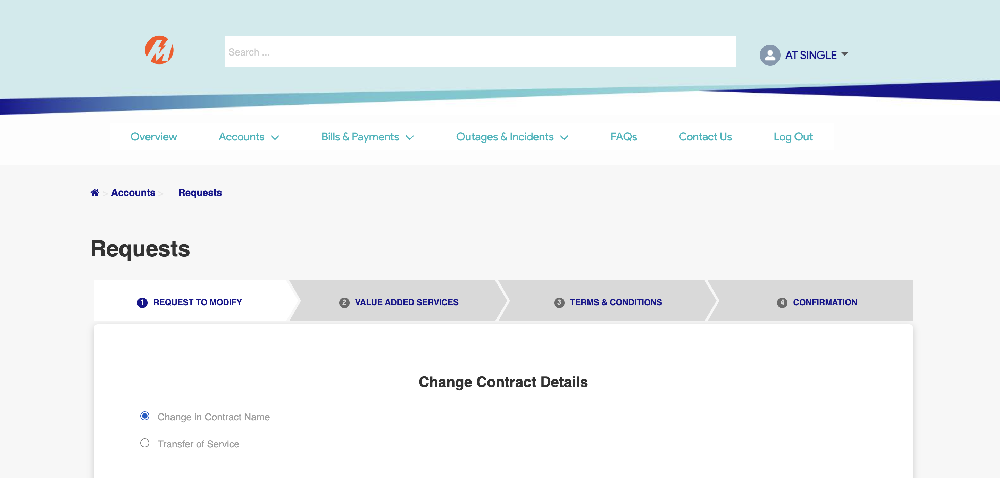 Search ...
AT SINGLE
Overview Accounts Bills & Payments Outages & Incidents FAQs Contact Us Log Out
> Accounts > Requests
Requests
1 REQUEST TO MODIFY 2 VALUE ADDED SERVICES 3 TERMS & CONDITIONS 4 CONFIRMATION
Change Contract Details
Change in Contract Name
Transfer of Service